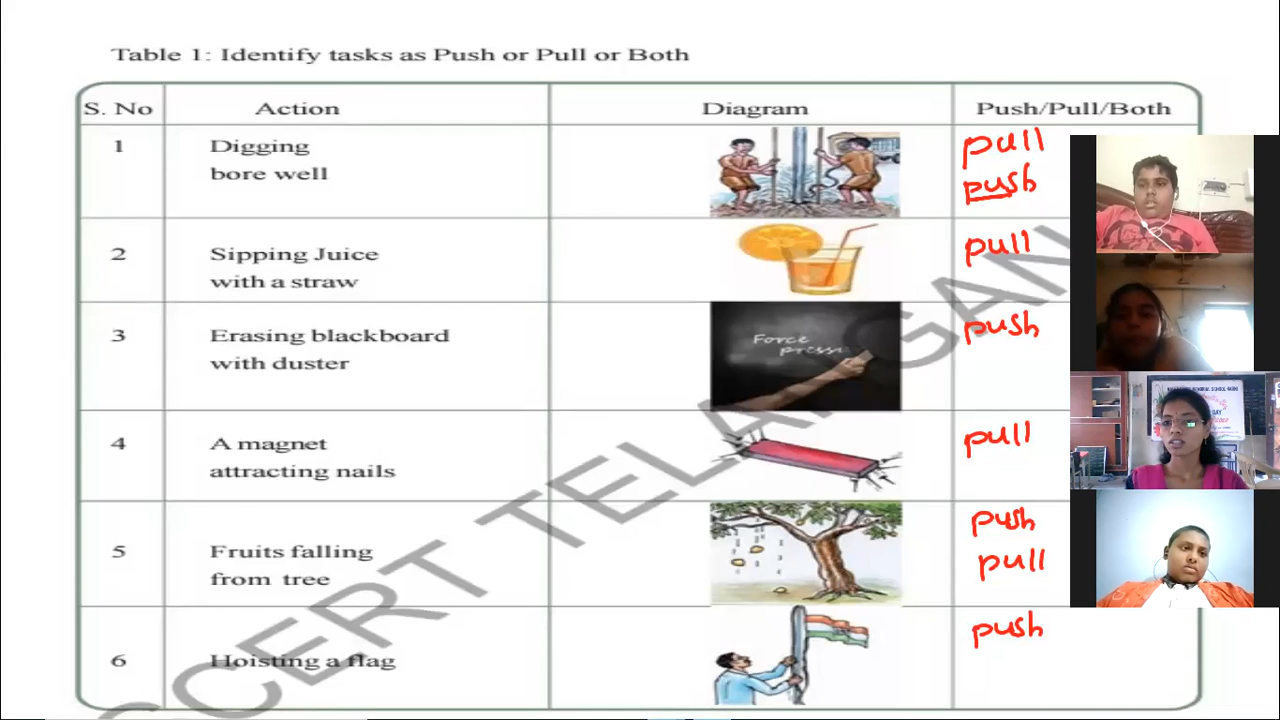 Table 1: Identify tasks as Push or Pull or Both
S. No Action Diagram Push/Pull/Both
1 Digging bore well pull push
2 Sipping Juice with a straw pull
3 Erasing blackboard with duster Force push
4 A magnet attracting nails pull
5 Fruits falling from tree push pull
6 Hoisting a flag push
SCERT TELANGAN